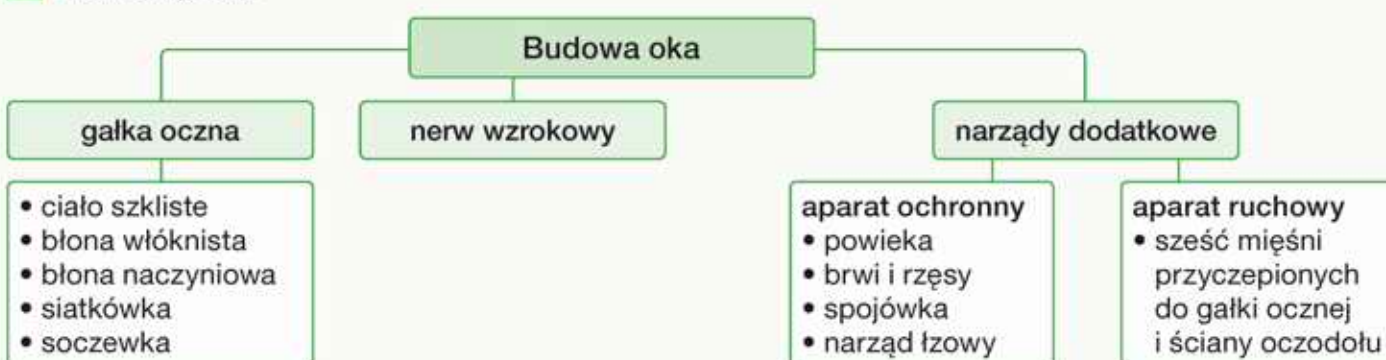 Budowa oka
gałka oczna
nerw wzrokowy
narządy dodatkowe
• ciało szkliste
• błona włóknista
• błona naczyniowa
• siatkówka
• soczewka
aparat ochronny
• powieka
• brwi i rzęsy
• spojówka
• narząd łzowy
aparat ruchowy
• sześć mięśni
przyczepionych
do gałki ocznej
i ściany oczodołu